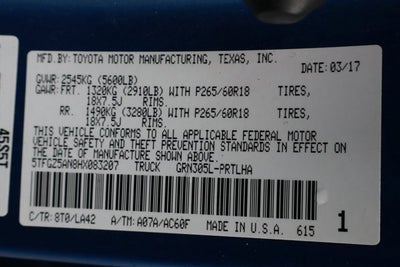 MFD.BY:TOYOTA MOTOR MANUFACTURING, TEXAS, INC.
DATE:03/17
GVWR:2545KG (5600LB)
GAWR:FRT. 1320KG (2910LB) WITH P265/60R18 TIRES,
18X7.5J RIMS.
RR. 1490KG (3280LB) WITH P265/60R18 TIRES,
18X7.5J RIMS.
THIS VEHICLE CONFORMS TO ALL APPLICABLE FEDERAL MOTOR
VEHICLE SAFETY AND THEFT PREVENTION STANDARDS IN EFFECT
ON THE DATE OF MANUFACTURE SHOWN ABOVE.
5TFGZ5AN8HX083207 TRUCK GRN305L-PRTLHA
1
C/TR:8T0/LA42 A/TM:A07A/AC60F MADE IN U.S.A. 615